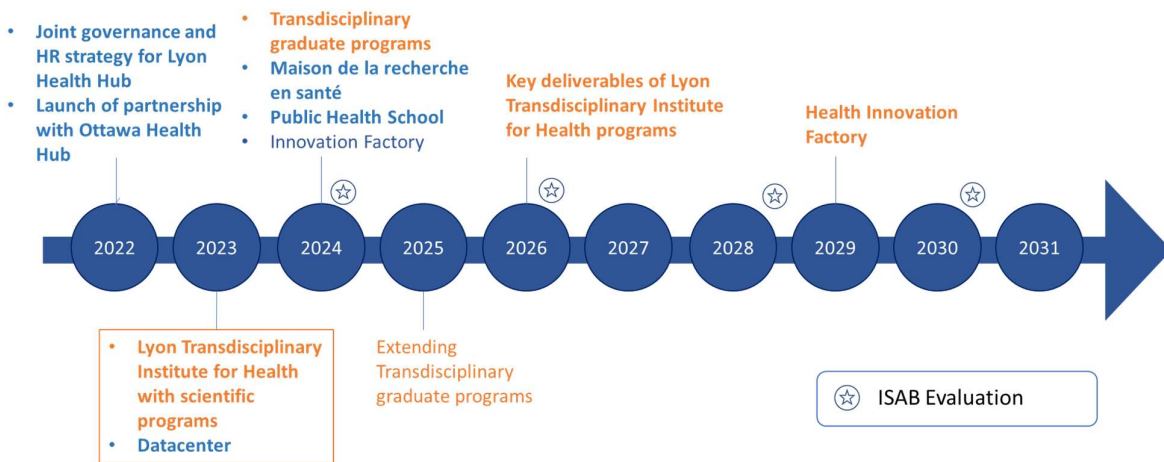 • Joint governance and
HR strategy for Lyon
Health Hub
• Launch of partnership
with Ottawa Health
Hub
• Transdisciplinary
graduate programs
• Maison de la recherche
en santé
• Public Health School
• Innovation Factory
Key deliverables of Lyon
Transdisciplinary Institute
for Health programs
Health Innovation
Factory
2022
2023
2024
2025
2026
2027
2028
2029
2030
2031
• Lyon Transdisciplinary
Institute for Health
with scientific
programs
• Datacenter
Extending
Transdisciplinary
graduate programs
ISAB Evaluation